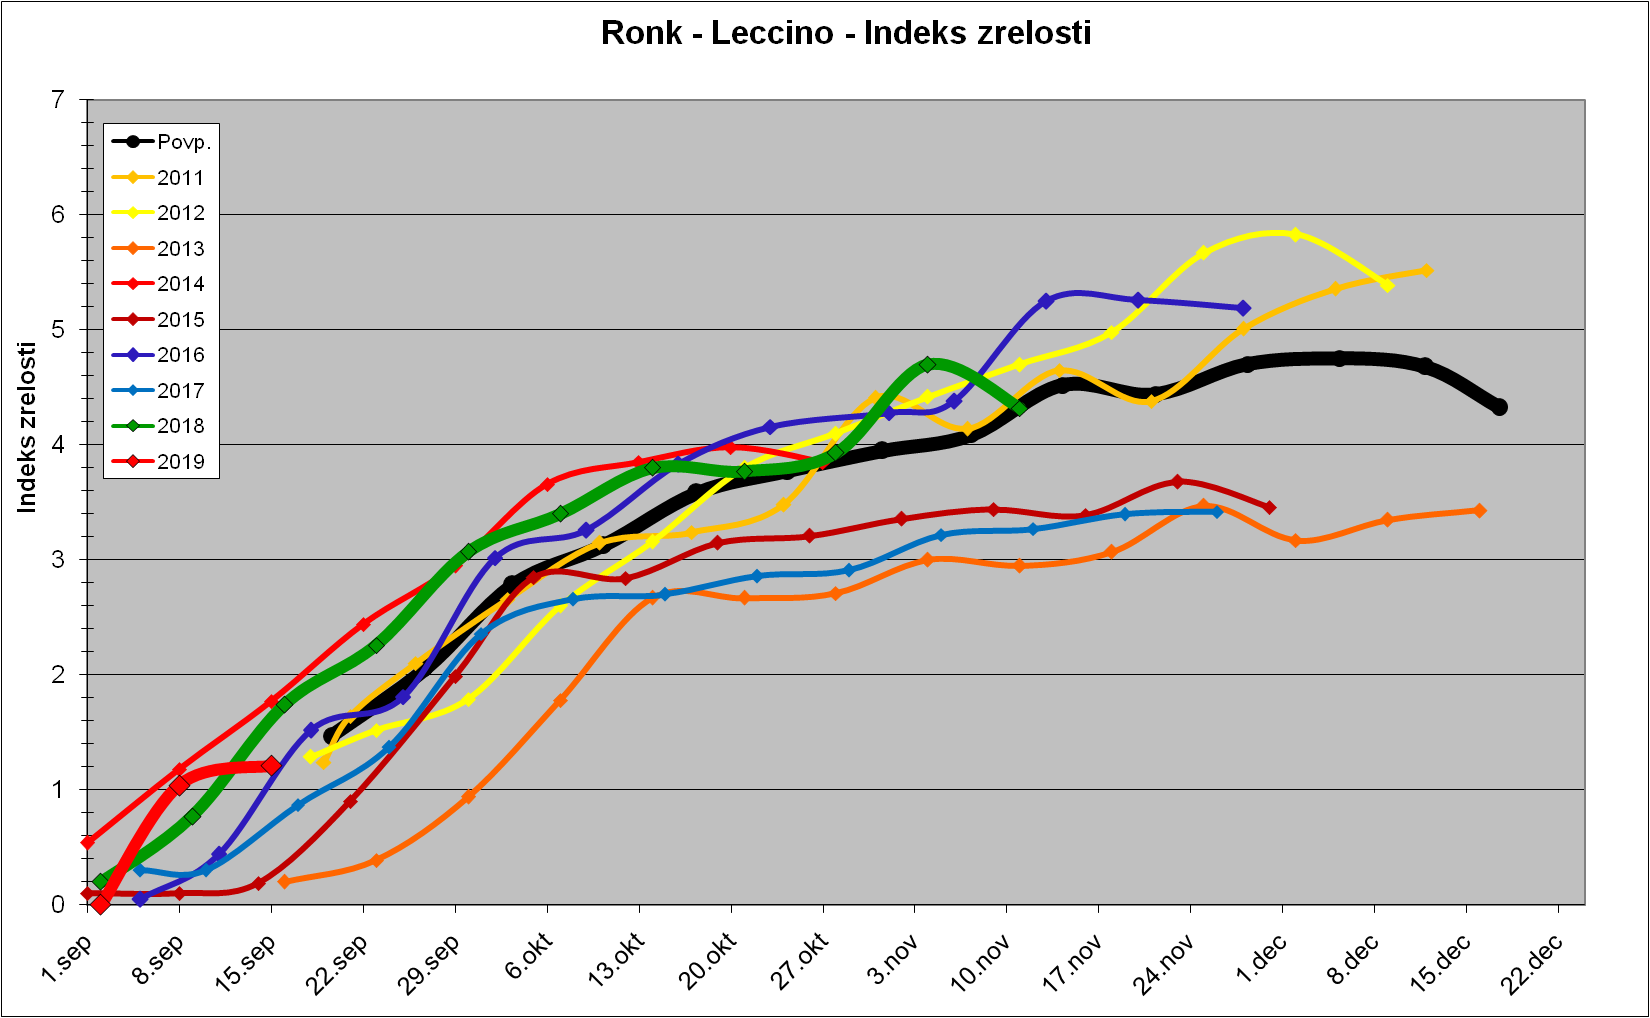 Ronk - Leccino - Indeks zrelosti
Indeks zrelosti
7
6
5
4
3
2
1
0
Povp.
2011
2012
2013
2014
2015
2016
2017
2018
2019
1.sep
8.sep
15.sep
22.sep
29.sep
6.okt
13.okt
20.okt
27.okt
3.nov
10.nov
17.nov
24.nov
1.dec
8.dec
15.dec
22.dec